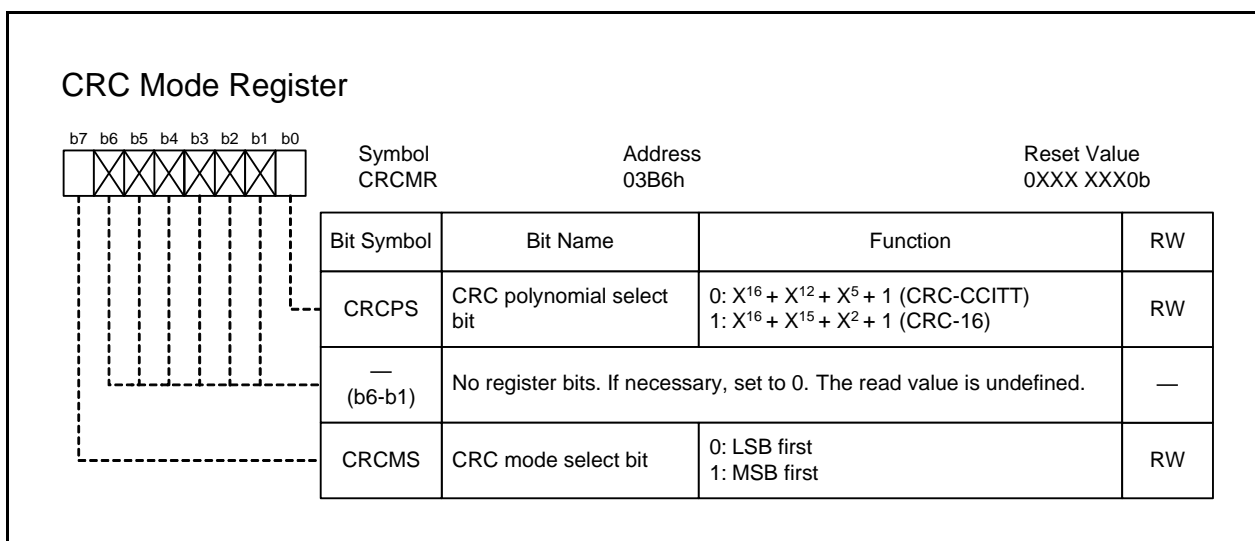 CRC Mode Register
b7 b6 b5 b4 b3 b2 b1 b0
Symbol Address Reset Value
CRCMR 03B6h 0XXX XXX0b
Bit Symbol Bit Name Function RW
CRCPS CRC polynomial select bit 0: X¹⁶ + X¹² + X⁵ + 1 (CRC-CCITT) RW
1: X¹⁶ + X¹⁵ + X² + 1 (CRC-16)
— (b6-b1) No register bits. If necessary, set to 0. The read value is undefined. —
CRCMS CRC mode select bit 0: LSB first RW
1: MSB first